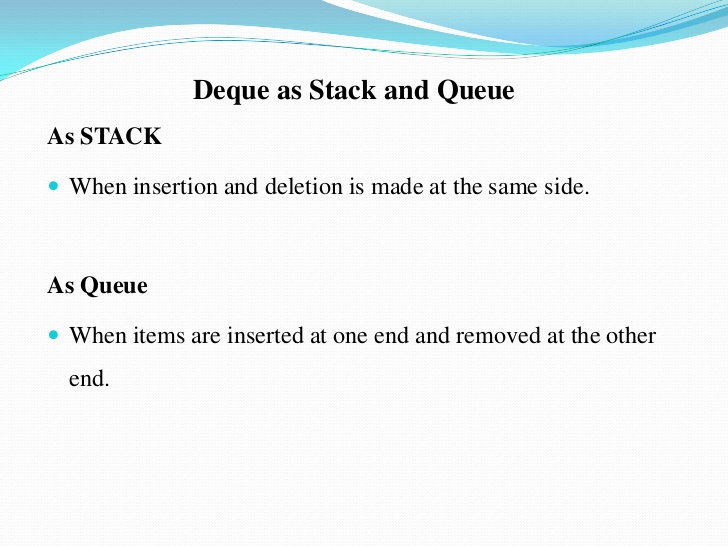 Deque as Stack and Queue
As STACK
• When insertion and deletion is made at the same side.
As Queue
• When items are inserted at one end and removed at the other
end.